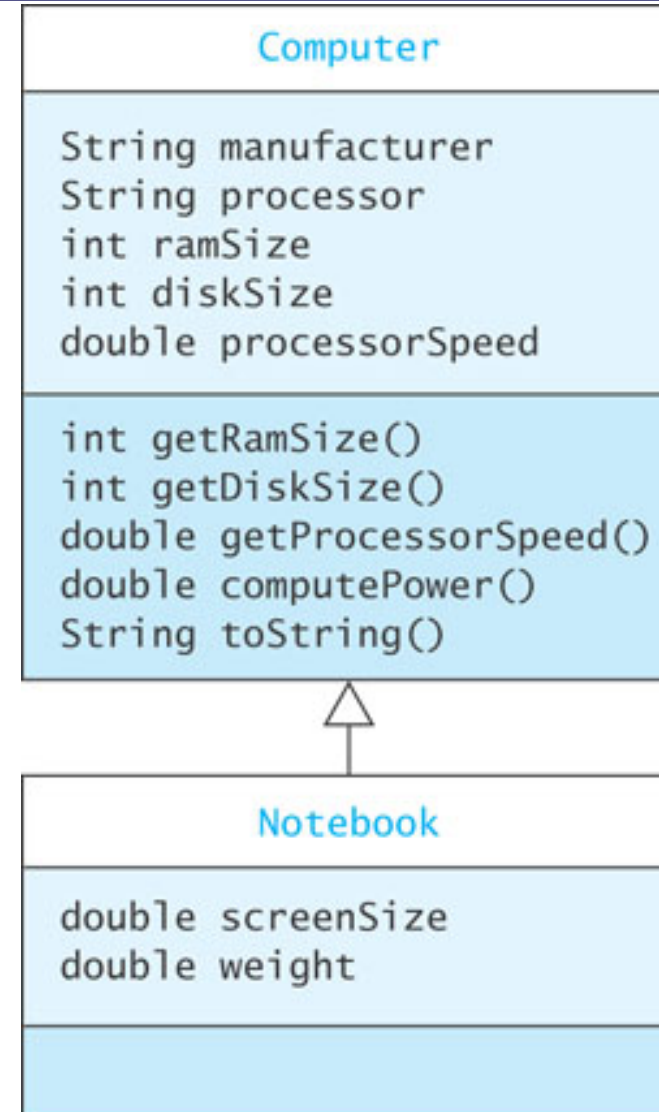 Computer
String manufacturer
String processor
int ramSize
int diskSize
double processorSpeed
int getRamSize()
int getDiskSize()
double getProcessorSpeed()
double computePower()
String toString()
Notebook
double screenSize
double weight